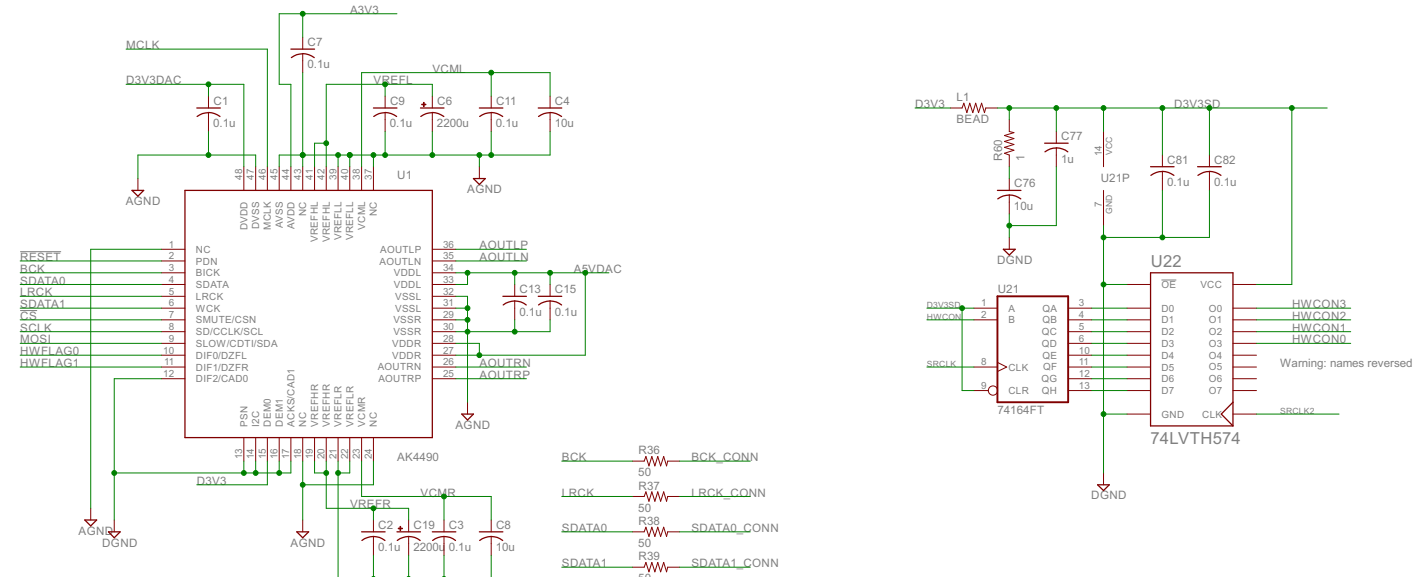 A3V3
MCLK
C7
0.1u
D3V3DAC
VREFL
VCML
C1
0.1u
C9
0.1u
C6
2200u
C11
0.1u
C4
10u
AGND
AGND
U1
48 47 46 45 44 43 41 42 39 40 38 37
DVDD
DVSS
MCLK
AVSS
AVDD
NC
VREFHL
VREFHL
VREFLL
VREFLL
VCML
NC
RESET 2 PDN
BCK 3 BICK
SDATA0 4 SDATA
LRCK 5 LRCK
SDATA1 6 WCK
CS 7 SMUTE/CSN
SCLK 8 SD/CCLK/SCL
MOSI 9 SLOW/CDTI/SDA
HWFLAG0 10 DIF0/DZFL
HWFLAG1 11 DIF1/DZFR
12 DIF2/CAD0
1 NC
AOUTLP 36 AOUTLP
AOUTLN 35 AOUTLN
VDDL 34
A5VDAC
VDDL 33
VSSL 32
VSSL 31
VSSR 29
VSSR 30
VDDR 28
VDDR 27
AOUTRN 26 AOUTRN
AOUTRP 25 AOUTRP
C13
0.1u
C15
0.1u
AGND
PSN
I2C
DEM0
DEM1
ACKS/CAD1
NC
VREFHR
VREFHR
VREFLR
VREFLR
VCMR
NC
13 14 15 16 17 18 19 20 21 22 23 24
AK4490
D3V3
AGND
DGND
AGND
VREFR
VCMR
C2
0.1u
C19
2200u
C3
0.1u
C8
10u
BCK R36 BCK_CONN
50
LRCK R37 LRCK_CONN
50
SDATA0 R38 SDATA0_CONN
50
SDATA1 R39 SDATA1_CONN
50
D3V3
L1
BEAD
D3V3SD
R60
1
C77
1u
C76
10u
DGND
14
VCC
U21P
7
GND
C81
0.1u
C82
0.1u
U21
D3V3SD 1 A QA 3
HWCON 2 B QB 4
QC 5
QD 6
QE 10
SRCLK 8 CLK QF 11
QG 12
9 CLR QH 13
74164FT
U22
OE VCC
D0 O0 HWCON3
D1 O1 HWCON2
D2 O2 HWCON1
D3 O3 HWCON0
D4 O4
D5 O5
D6 O6
D7 O7
GND CLK SRCLK2
74LVTH574
Warning: names reversed
DGND